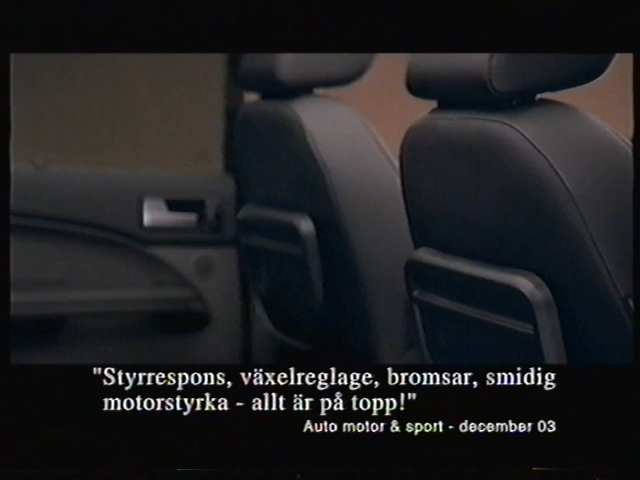 "Styrrespons, växelreglage, bromsar, smidig
motorstyrka - allt är på topp!"
Auto motor & sport - december 03